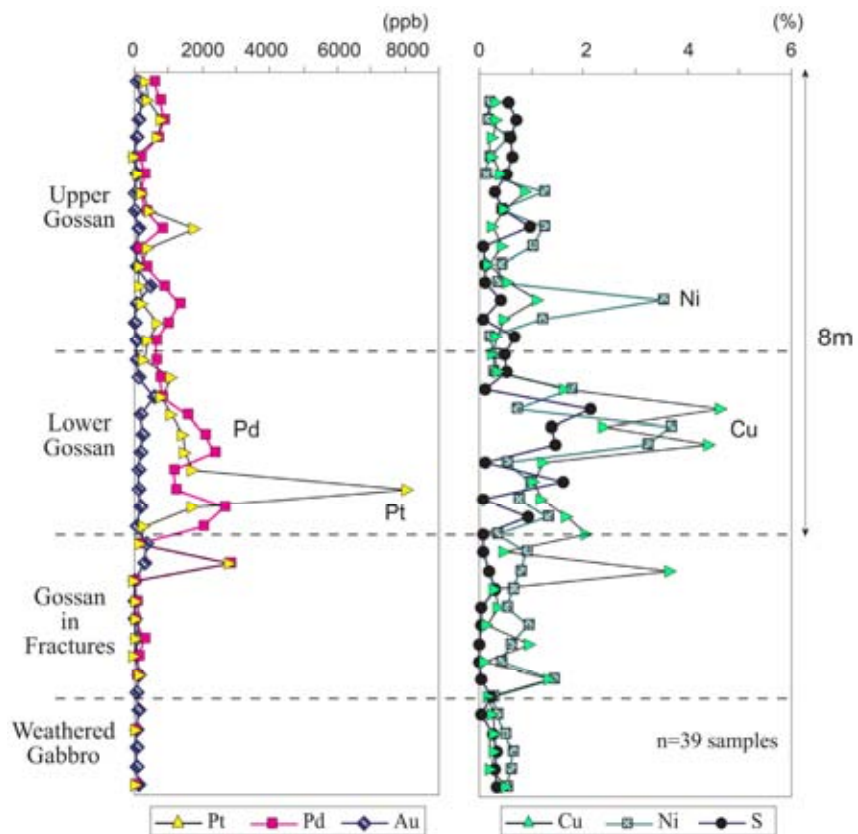 (ppb)
(%)
0 2000 4000 6000 8000
0 2 4 6
Upper
Gossan
Ni
8m
Lower
Gossan
Pd
Cu
Pt
Gossan
in
Fractures
Weathered
Gabbro
n=39 samples
Pt Pd Au
Cu Ni S